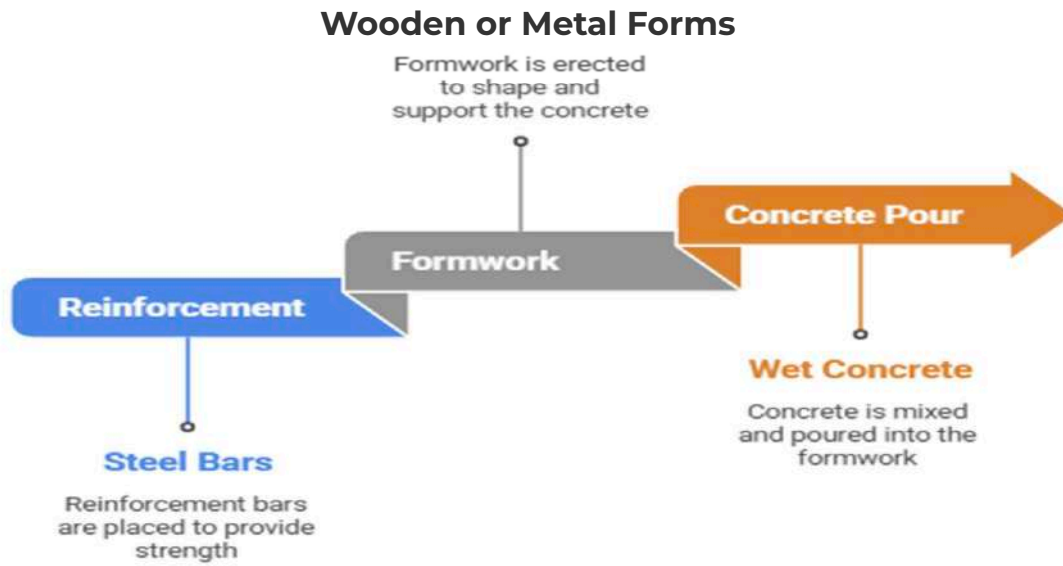 Wooden or Metal Forms
Formwork is erected
to shape and
support the concrete
Concrete Pour
Formwork
Reinforcement
Wet Concrete
Concrete is mixed
and poured into the
formwork
Steel Bars
Reinforcement bars
are placed to provide
strength